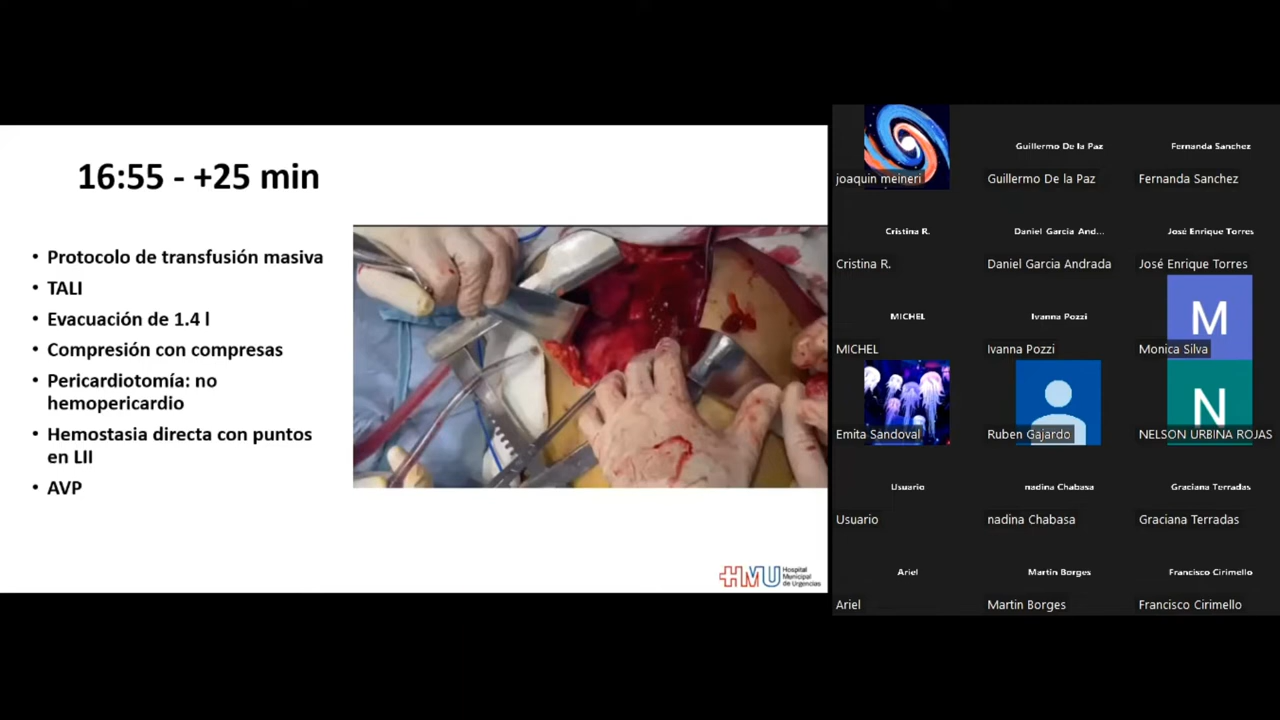 16:55 - +25 min
• Protocolo de transfusión masiva
• TALI
• Evacuación de 1.4 l
• Compresión con compresas
• Pericardiotomía: no
hemopericardio
• Hemostasia directa con puntos
en LII
• AVP
HMU Hospital
Municipal
de Urgencias
joaquin meineri
Guillermo De la Paz
Guillermo De la Paz
Fernanda Sanchez
Fernanda Sanchez
Cristina R.
Cristina R.
Daniel Garcia And...
Daniel Garcia Andrada
José Enrique Torres
José Enrique Torres
MICHEL
MICHEL
Ivanna Pozzi
Ivanna Pozzi
M
Monica Silva
Emita Sandoval
Ruben Gajardo
N
NELSON URBINA ROJAS
Usuario
Usuario
nadina Chabasa
nadina Chabasa
Graciana Terradas
Graciana Terradas
Ariel
Ariel
Martin Borges
Martin Borges
Francisco Cirimello
Francisco Cirimello